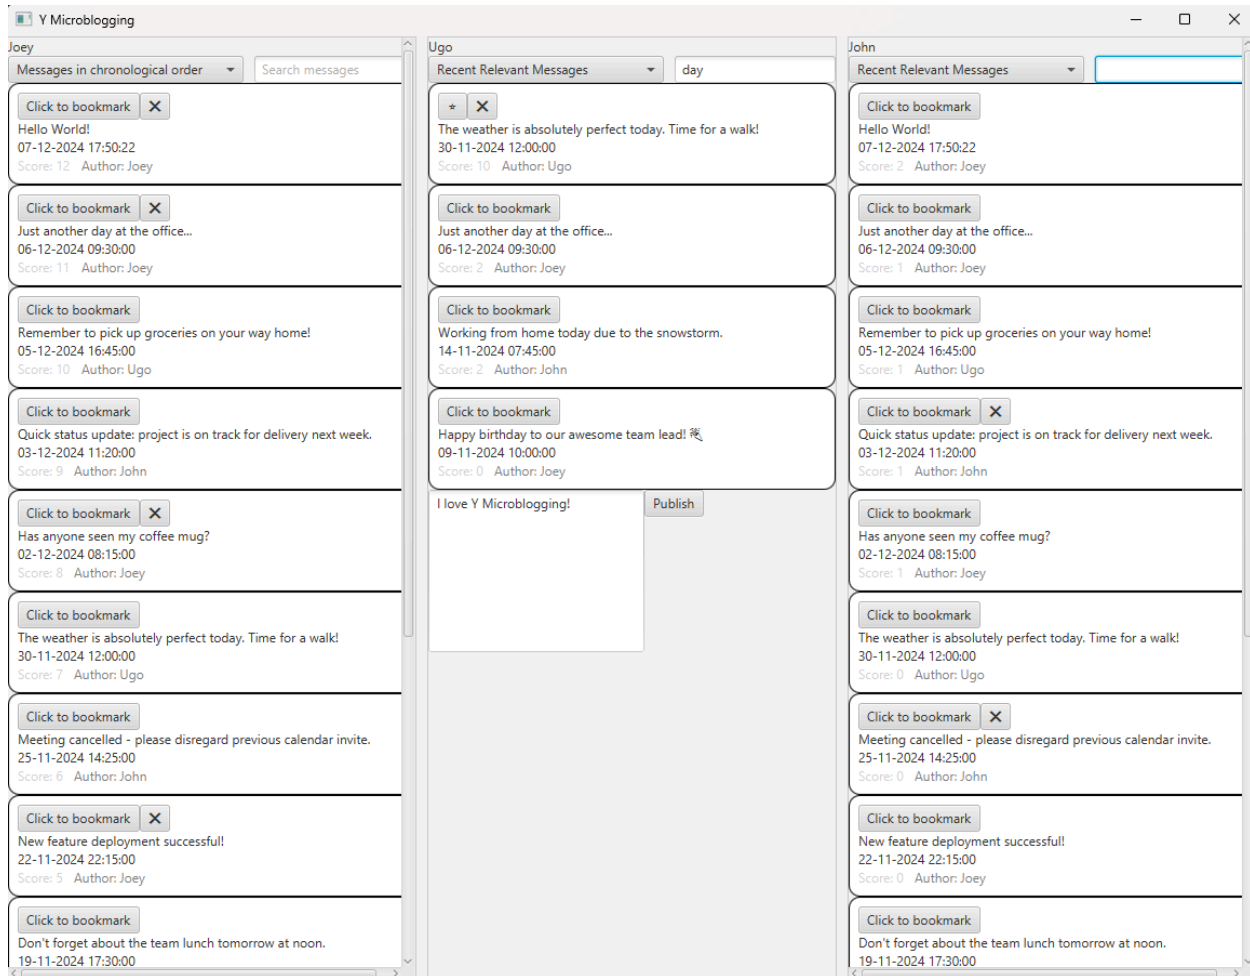 Y Microblogging
Joey
Messages in chronological order
Search messages
Click to bookmark
Hello World!
07-12-2024 17:50:22
Score: 12 Author: Joey
Click to bookmark
Just another day at the office...
06-12-2024 09:30:00
Score: 11 Author: Joey
Click to bookmark
Remember to pick up groceries on your way home!
05-12-2024 16:45:00
Score: 10 Author: Ugo
Click to bookmark
Quick status update: project is on track for delivery next week.
03-12-2024 11:20:00
Score: 9 Author: John
Click to bookmark
Has anyone seen my coffee mug?
02-12-2024 08:15:00
Score: 8 Author: Joey
Click to bookmark
The weather is absolutely perfect today. Time for a walk!
30-11-2024 12:00:00
Score: 7 Author: Ugo
Click to bookmark
Meeting cancelled - please disregard previous calendar invite.
25-11-2024 14:25:00
Score: 6 Author: John
Click to bookmark
New feature deployment successful!
22-11-2024 22:15:00
Score: 5 Author: Joey
Click to bookmark
Don't forget about the team lunch tomorrow at noon.
19-11-2024 17:30:00
Ugo
Recent Relevant Messages
day
The weather is absolutely perfect today. Time for a walk!
30-11-2024 12:00:00
Score: 10 Author: Ugo
Click to bookmark
Just another day at the office...
06-12-2024 09:30:00
Score: 2 Author: Joey
Click to bookmark
Working from home today due to the snowstorm.
14-11-2024 07:45:00
Score: 2 Author: John
Click to bookmark
Happy birthday to our awesome team lead!
09-11-2024 10:00:00
Score: 0 Author: Joey
I love Y Microblogging!
Publish
John
Recent Relevant Messages
Click to bookmark
Hello World!
07-12-2024 17:50:22
Score: 2 Author: Joey
Click to bookmark
Just another day at the office...
06-12-2024 09:30:00
Score: 1 Author: Joey
Click to bookmark
Remember to pick up groceries on your way home!
05-12-2024 16:45:00
Score: 1 Author: Ugo
Click to bookmark
Quick status update: project is on track for delivery next week.
03-12-2024 11:20:00
Score: 1 Author: John
Click to bookmark
Has anyone seen my coffee mug?
02-12-2024 08:15:00
Score: 1 Author: Joey
Click to bookmark
The weather is absolutely perfect today. Time for a walk!
30-11-2024 12:00:00
Score: 0 Author: Ugo
Click to bookmark
Meeting cancelled - please disregard previous calendar invite.
25-11-2024 14:25:00
Score: 0 Author: John
Click to bookmark
New feature deployment successful!
22-11-2024 22:15:00
Score: 0 Author: Joey
Click to bookmark
Don't forget about the team lunch tomorrow at noon.
19-11-2024 17:30:00